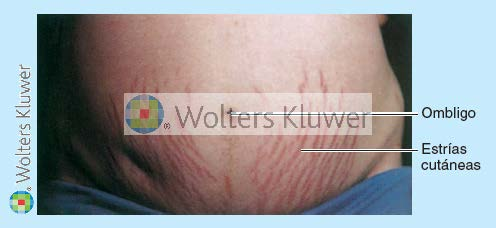 Wolters Kluwer
® Wolters Kluwer
Ombligo
Estrías
cutáneas
®